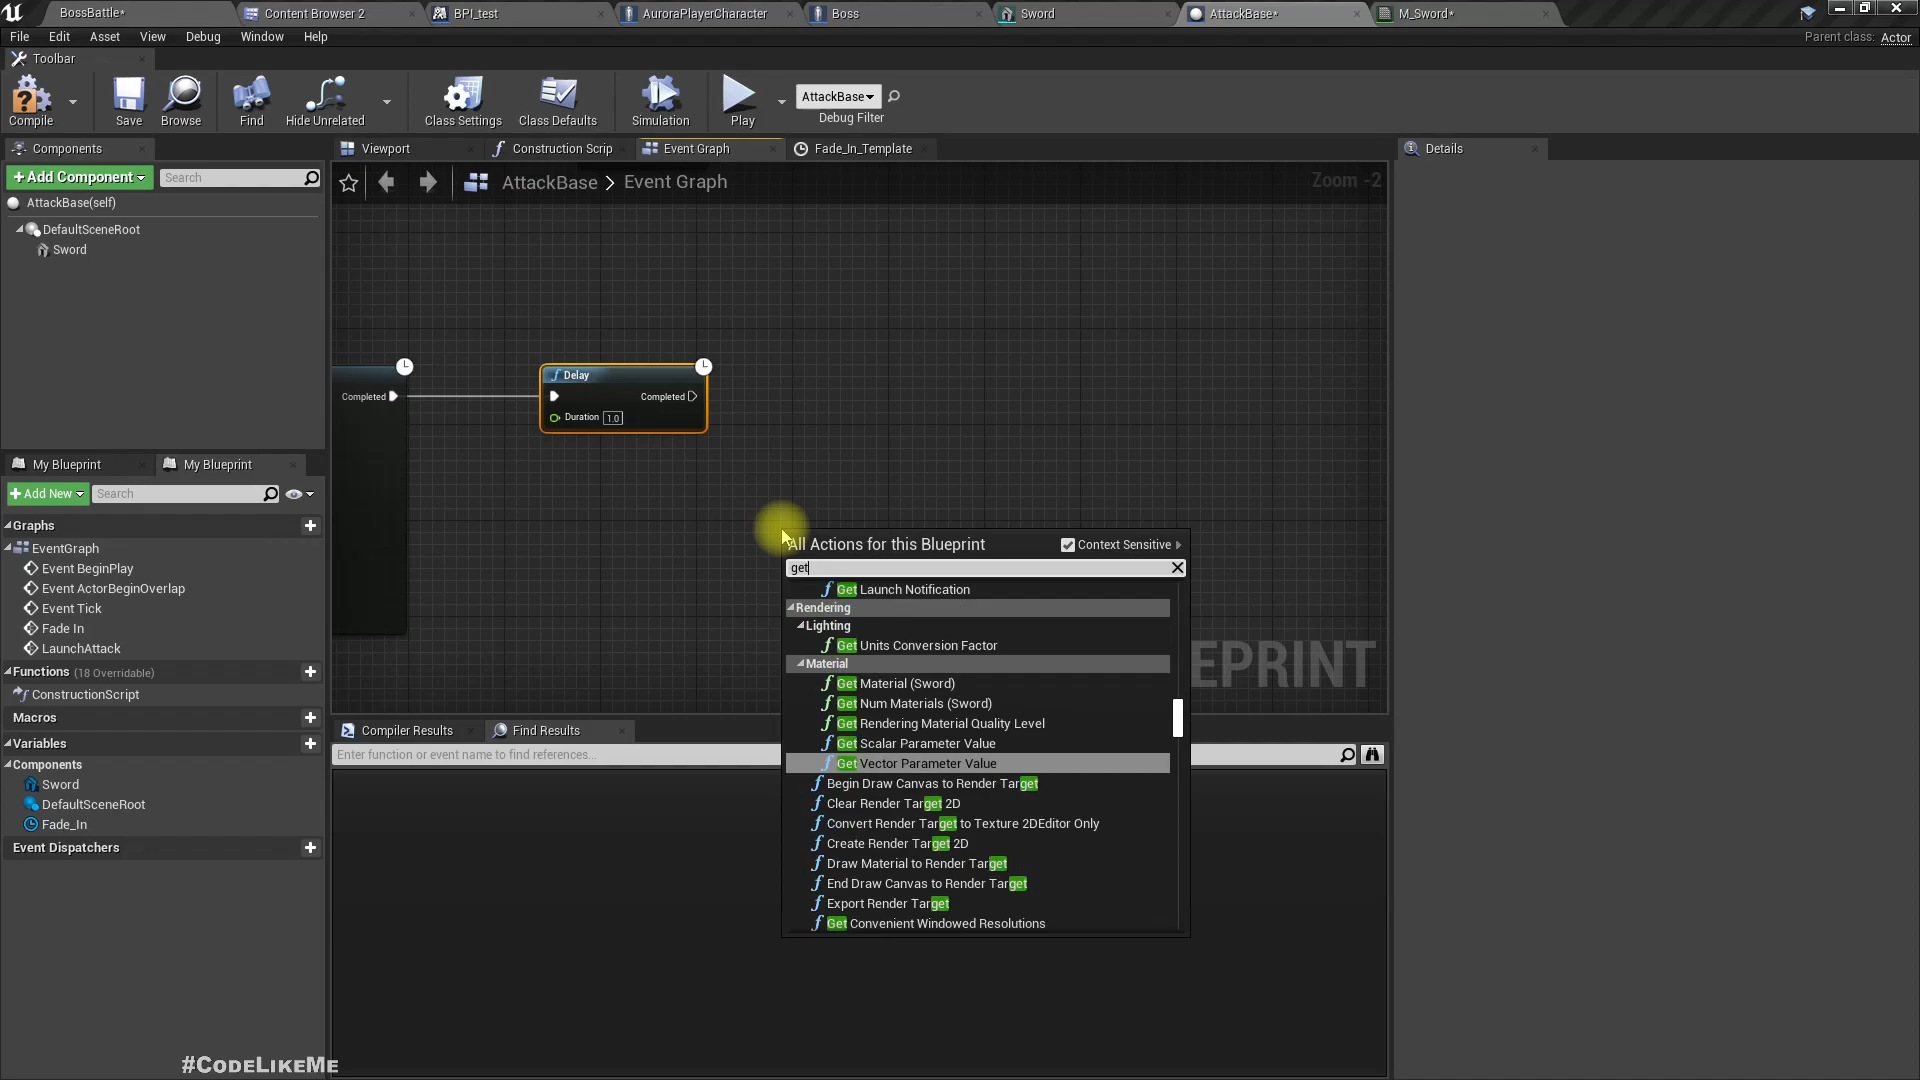 BossBattle*
Content Browser 2
BPI_test
AuroraPlayerCharacter
Boss
Sword
AttackBase*
M_Sword*
File Edit Asset View Debug Window Help
Parent class: Actor
Toolbar
Compile
Save
Browse
Find
Hide Unrelated
Class Settings
Class Defaults
Simulation
Play
AttackBase
Debug Filter
Components
Viewport
Construction Scrip
Event Graph
Fade_In_Template
Details
+Add Component
Search
AttackBase(self)
DefaultSceneRoot
Sword
AttackBase > Event Graph
Zoom -2
Completed
Delay
Completed
Duration 1.0
My Blueprint
My Blueprint
+Add New
Search
Graphs
EventGraph
Event BeginPlay
Event ActorBeginOverlap
Event Tick
Fade In
LaunchAttack
Functions (18 Overridable)
ConstructionScript
Macros
Variables
Components
Sword
DefaultSceneRoot
Fade_In
Event Dispatchers
All Actions for this Blueprint
Context Sensitive
get
Get Launch Notification
Rendering
Lighting
Get Units Conversion Factor
Material
Get Material (Sword)
Get Num Materials (Sword)
Get Rendering Material Quality Level
Get Scalar Parameter Value
Get Vector Parameter Value
Begin Draw Canvas to Render Target
Clear Render Target 2D
Convert Render Target to Texture 2DEditor Only
Create Render Target 2D
Draw Material to Render Target
End Draw Canvas to Render Target
Export Render Target
Get Convenient Windowed Resolutions
EPRINT
Compiler Results
Find Results
Enter function or event name to find references...
#CodeLikeMe